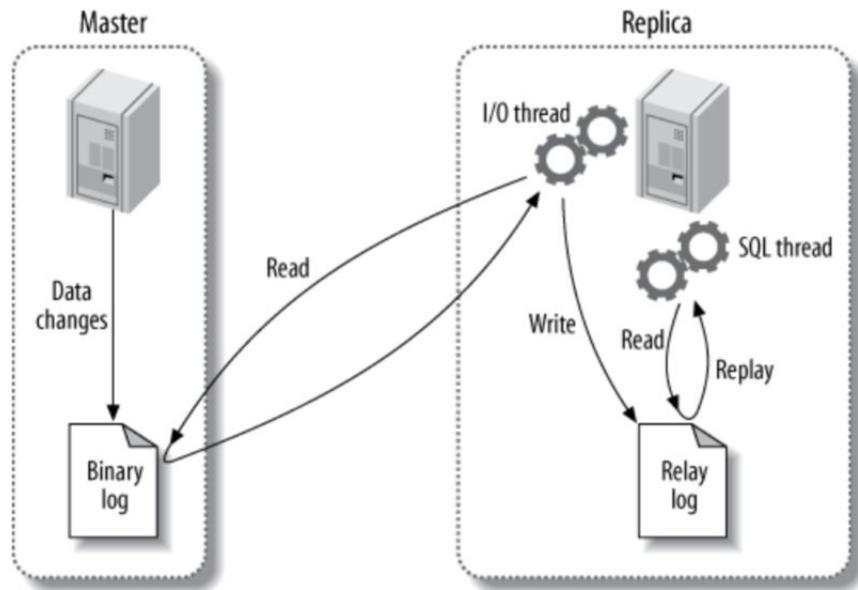 Master
Replica
I/O thread
SQL thread
Read
Data
changes
Write
Read
Replay
Binary
log
Relay
log